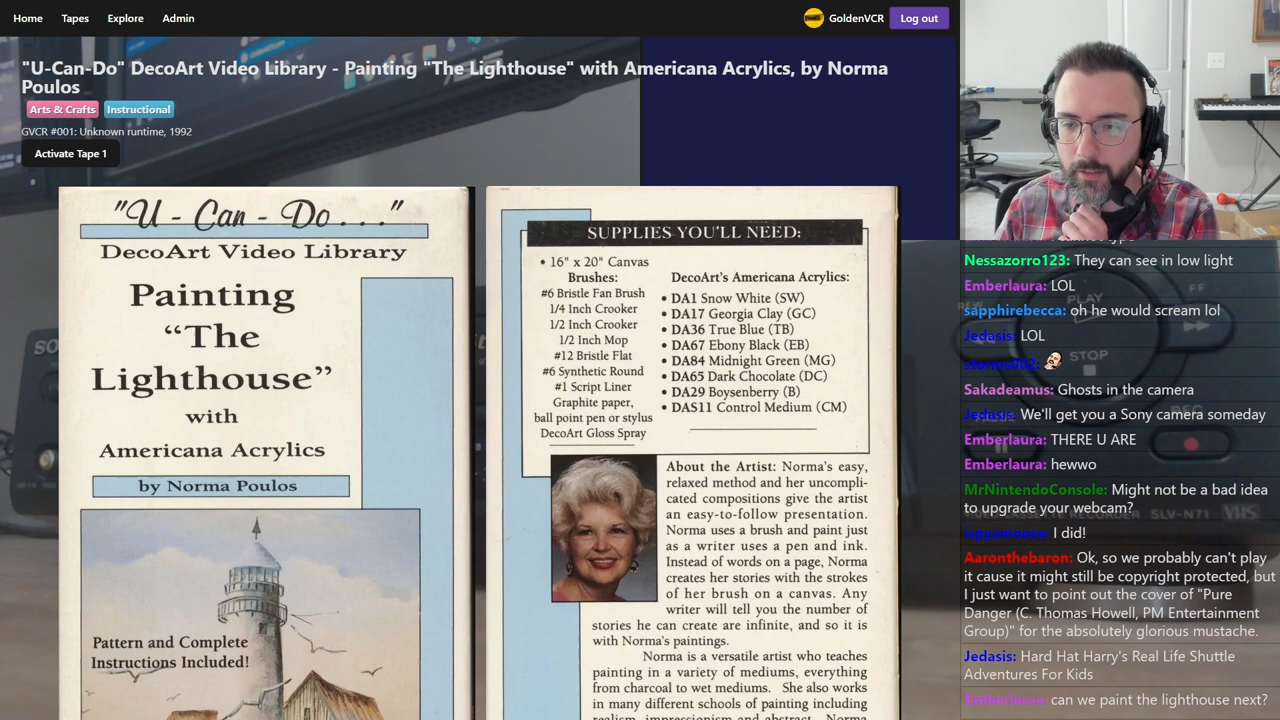 Home Tapes Explore Admin
GoldenVCR Log out
"U-Can-Do" DecoArt Video Library - Painting "The Lighthouse" with Americana Acrylics, by Norma
Poulos
Arts & Crafts Instructional
GVCR #001: Unknown runtime, 1992
Activate Tape 1
"U - Can - Do . . ."
DecoArt Video Library
Painting
“The
Lighthouse”
with
Americana Acrylics
by Norma Poulos
Pattern and Complete
Instructions Included!
SUPPLIES YOU'LL NEED:
• 16" x 20" Canvas
Brushes:
#6 Bristle Fan Brush
1/4 Inch Crooker
1/2 Inch Crooker
1/2 Inch Mop
#12 Bristle Flat
#6 Synthetic Round
#1 Script Liner
Graphite paper,
ball point pen or stylus
DecoArt Gloss Spray
DecoArt's Americana Acrylics:
• DA1 Snow White (SW)
• DA17 Georgia Clay (GC)
• DA36 True Blue (TB)
• DA67 Ebony Black (EB)
• DA84 Midnight Green (MG)
• DA65 Dark Chocolate (DC)
• DA29 Boysenberry (B)
• DAS11 Control Medium (CM)
About the Artist: Norma's easy,
relaxed method and her uncompli-
cated compositions give the artist
an easy-to-follow presentation.
Norma uses a brush and paint just
as a writer uses a pen and ink.
Instead of words on a page, Norma
creates her stories with the strokes
of her brush on a canvas. Any
writer will tell you the number of
stories he can create are infinite, and so it is
with Norma's paintings.
Norma is a versatile artist who teaches
painting in a variety of mediums, everything
from charcoal to wet mediums. She also works
in many different schools of painting including
realism, impressionism and abstract. Norma
Nessazorro123: They can see in low light
Emberlaura: LOL
sapphirebecca: oh he would scream lol
Jedasis: LOL
storms002:
Sakadeamus: Ghosts in the camera
Jedasis: We'll get you a Sony camera someday
Emberlaura: THERE U ARE
Emberlaura: hewwo
MrNintendoConsole: Might not be a bad idea
to upgrade your webcam?
ispyamoose: I did!
Aaronthebaron: Ok, so we probably can't play
it cause it might still be copyright protected, but
I just want to point out the cover of "Pure
Danger (C. Thomas Howell, PM Entertainment
Group)" for the absolutely glorious mustache.
Jedasis: Hard Hat Harry's Real Life Shuttle
Adventures For Kids
Emberlaura: can we paint the lighthouse next?
PLAY
FF
STOP
REC
SLV-N71 VHS